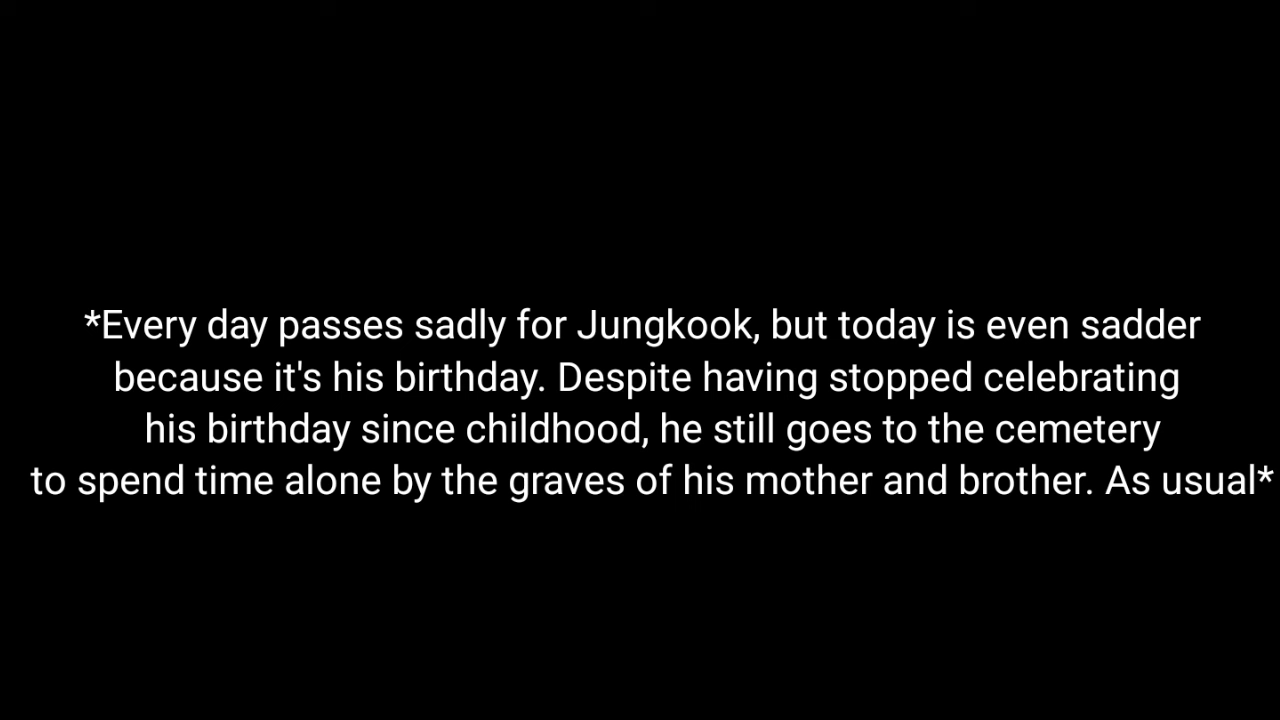 *Every day passes sadly for Jungkook, but today is even sadder
because it's his birthday. Despite having stopped celebrating
his birthday since childhood, he still goes to the cemetery
to spend time alone by the graves of his mother and brother. As usual*